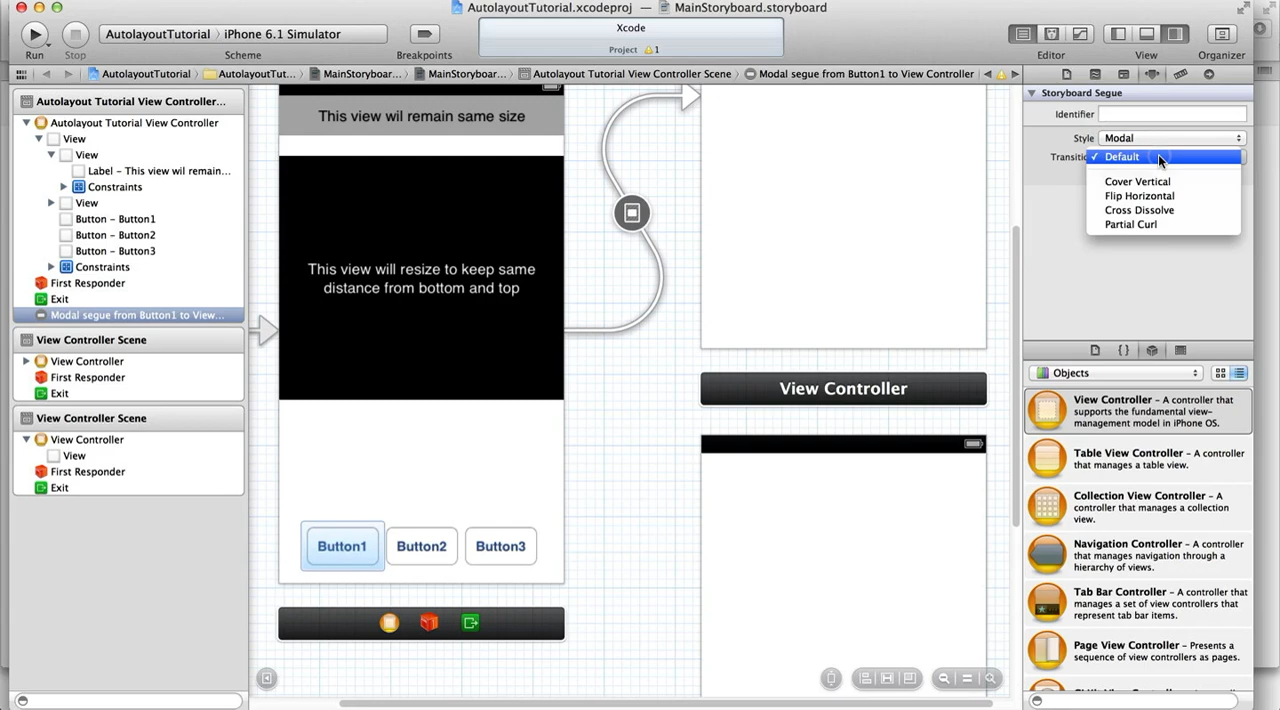 AutolayoutTutorial.xcodeproj — MainStoryboard.storyboard
AutolayoutTutorial › iPhone 6.1 Simulator
Xcode
Project 1
Run
Stop
Scheme
Breakpoints
Editor
View
Organizer
AutolayoutTutorial
AutolayoutTut...
MainStoryboar...
MainStoryboar...
Autolayout Tutorial View Controller Scene
Modal segue from Button1 to View Controller
Autolayout Tutorial View Controller...
Autolayout Tutorial View Controller
View
View
Label – This view wil remain...
Constraints
View
Button – Button1
Button – Button2
Button – Button3
Constraints
First Responder
Exit
Modal segue from Button1 to View...
View Controller Scene
View Controller
First Responder
Exit
View Controller Scene
View Controller
View
First Responder
Exit
This view wil remain same size
This view will resize to keep same
distance from bottom and top
Button1
Button2
Button3
View Controller
Storyboard Segue
Identifier
Style Modal
Transitic
✓ Default
Cover Vertical
Flip Horizontal
Cross Dissolve
Partial Curl
{ }
Objects
View Controller – A controller that
supports the fundamental view-
management model in iPhone OS.
Table View Controller – A controller
that manages a table view.
Collection View Controller – A
controller that manages a collection
view.
Navigation Controller – A controller
that manages navigation through a
hierarchy of views.
Tab Bar Controller – A controller that
manages a set of view controllers that
represent tab bar items.
Page View Controller – Presents a
sequence of view controllers as pages.